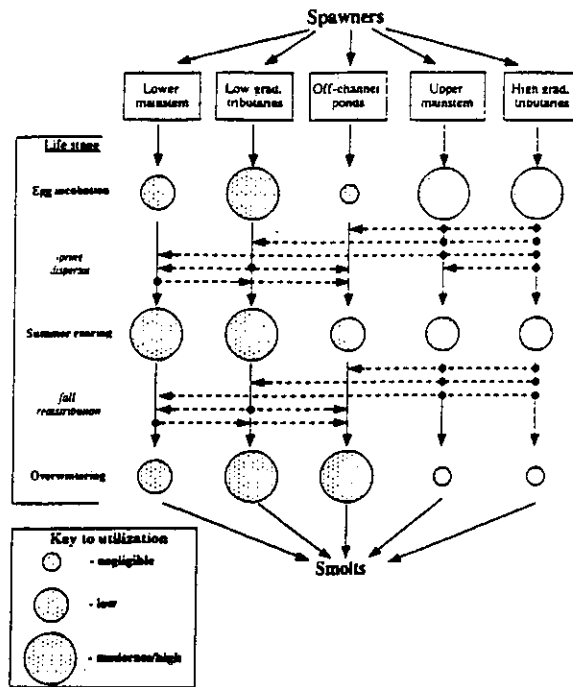 Spawners
Lower mainstem
Low grad. tributaries
Off-channel ponds
Upper mainstem
High grad. tributaries
Life stage
Egg incubation
dispersal
Summer rearing
fall
redistribution
Overwintering
Smolts
Key to utilization
- negligible
- low
- moderate/high